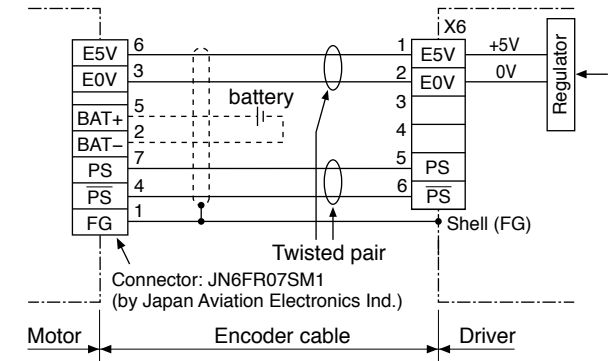 X6
E5V 6 1 E5V +5V
E0V 3 2 E0V 0V
Regulator
battery
3
BAT+ 5
4
BAT− 2
PS 7 5 PS
P̅S̅ 4 6 P̅S̅
FG 1 Shell (FG)
Twisted pair
Connector: JN6FR07SM1
(by Japan Aviation Electronics Ind.)
Motor Encoder cable Driver